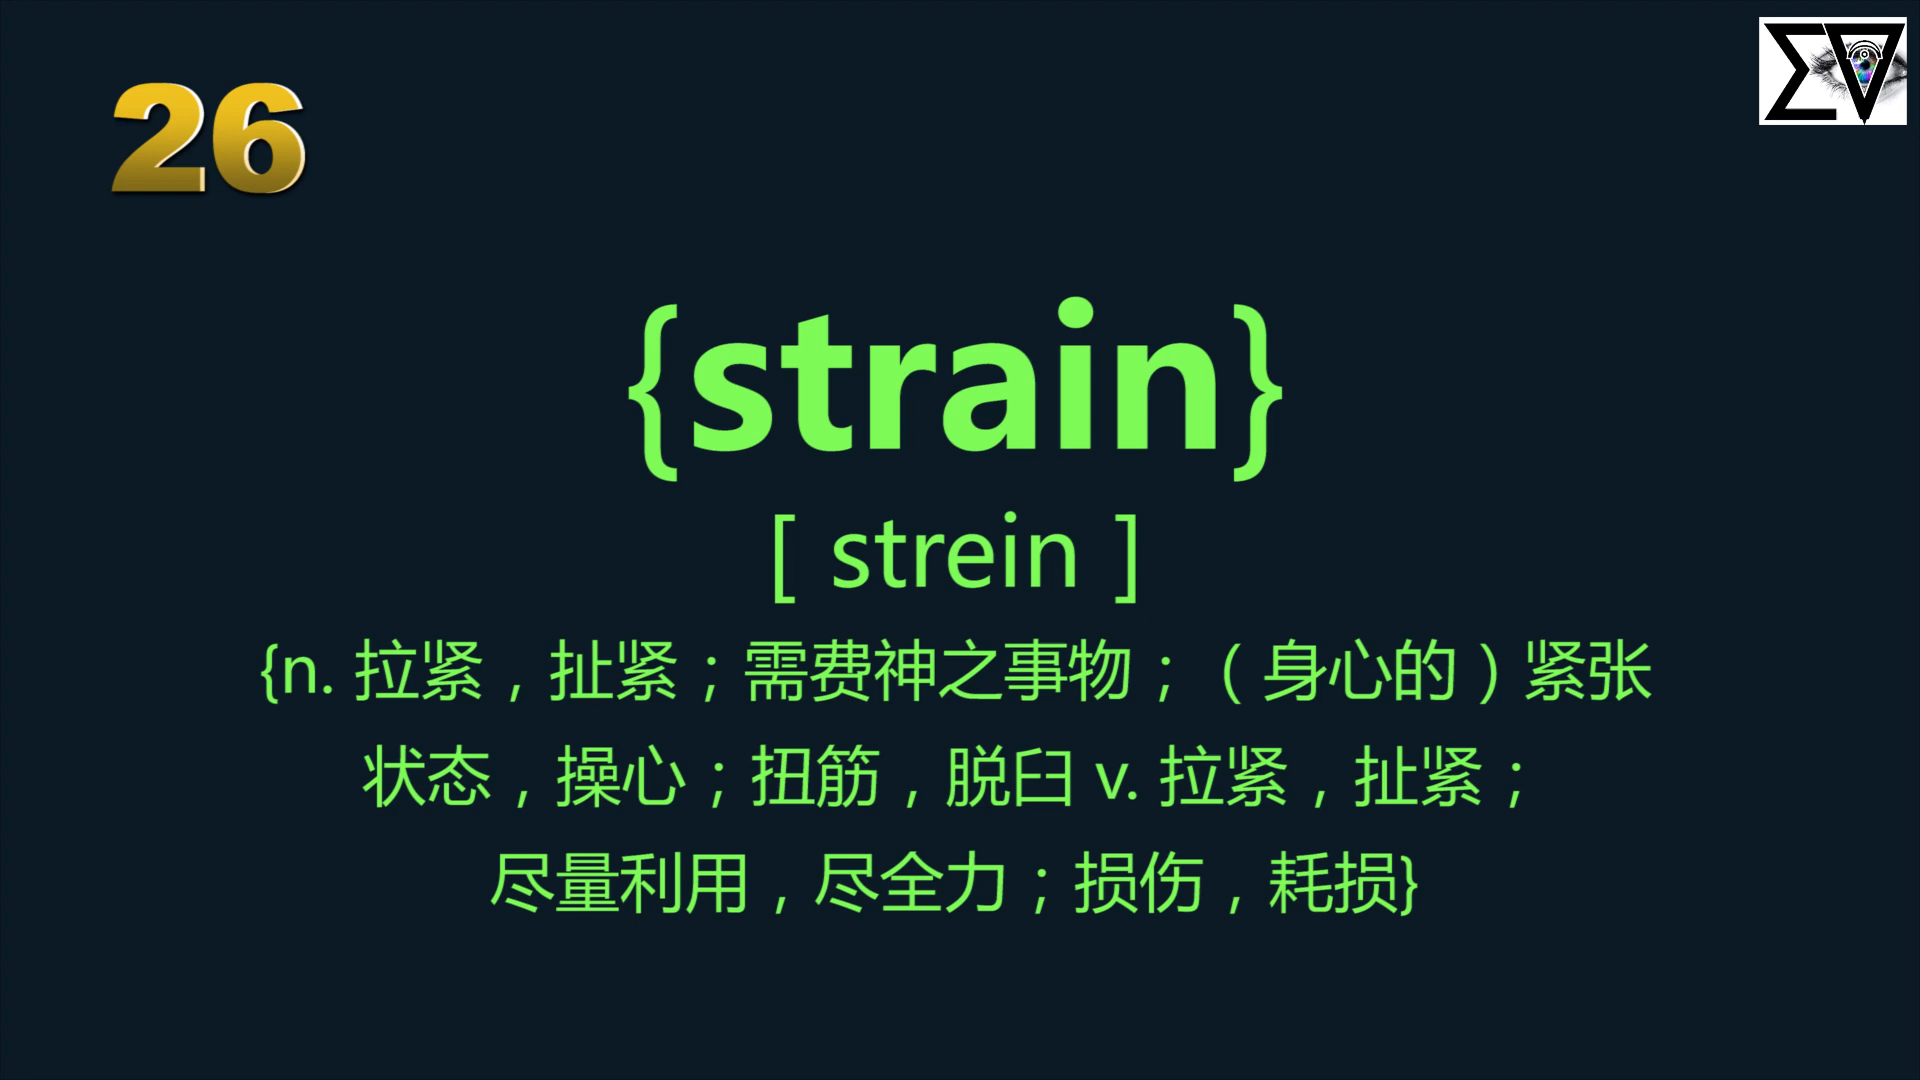 26
{strain}
[ strein ]
{n. 拉紧，扯紧；需费神之事物；（身心的）紧张
状态，操心；扭筋，脱臼 v. 拉紧，扯紧；
尽量利用，尽全力；损伤，耗损}